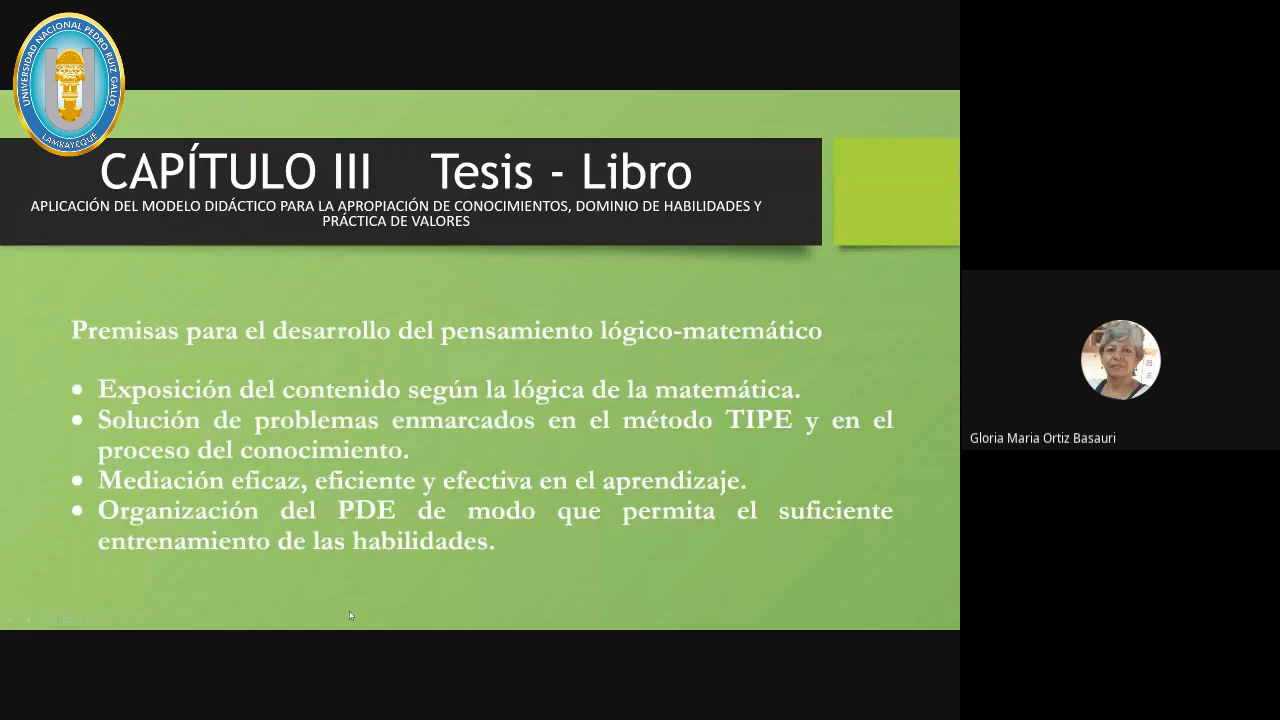 UNIVERSIDAD NACIONAL PEDRO RUIZ GALLO
LAMBAYEQUE
CAPÍTULO III Tesis - Libro
APLICACIÓN DEL MODELO DIDÁCTICO PARA LA APROPIACIÓN DE CONOCIMIENTOS, DOMINIO DE HABILIDADES Y
PRÁCTICA DE VALORES
Premisas para el desarrollo del pensamiento lógico-matemático
• Exposición del contenido según la lógica de la matemática.
• Solución de problemas enmarcados en el método TIPE y en el
proceso del conocimiento.
• Mediación eficaz, eficiente y efectiva en el aprendizaje.
• Organización del PDE de modo que permita el suficiente
entrenamiento de las habilidades.
Gloria Maria Ortiz Basauri